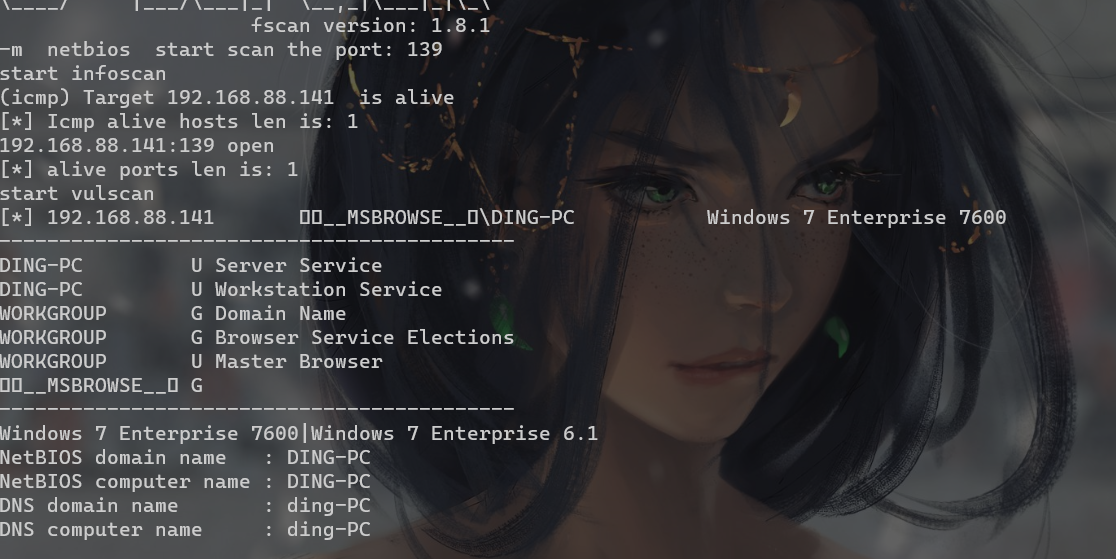 \____/     |___/\___|_|  \__,_|\___|_|\_\
fscan version: 1.8.1
-m  netbios  start scan the port: 139
start infoscan
(icmp) Target 192.168.88.141  is alive
[*] Icmp alive hosts len is: 1
192.168.88.141:139 open
[*] alive ports len is: 1
start vulscan
[*] 192.168.88.141       □□__MSBROWSE__□\DING-PC           Windows 7 Enterprise 7600
-------------------------------------------
DING-PC         U Server Service
DING-PC         U Workstation Service
WORKGROUP       G Domain Name
WORKGROUP       G Browser Service Elections
WORKGROUP       U Master Browser
□□__MSBROWSE__□ G
-------------------------------------------
Windows 7 Enterprise 7600|Windows 7 Enterprise 6.1
NetBIOS domain name   : DING-PC
NetBIOS computer name : DING-PC
DNS domain name       : ding-PC
DNS computer name     : ding-PC